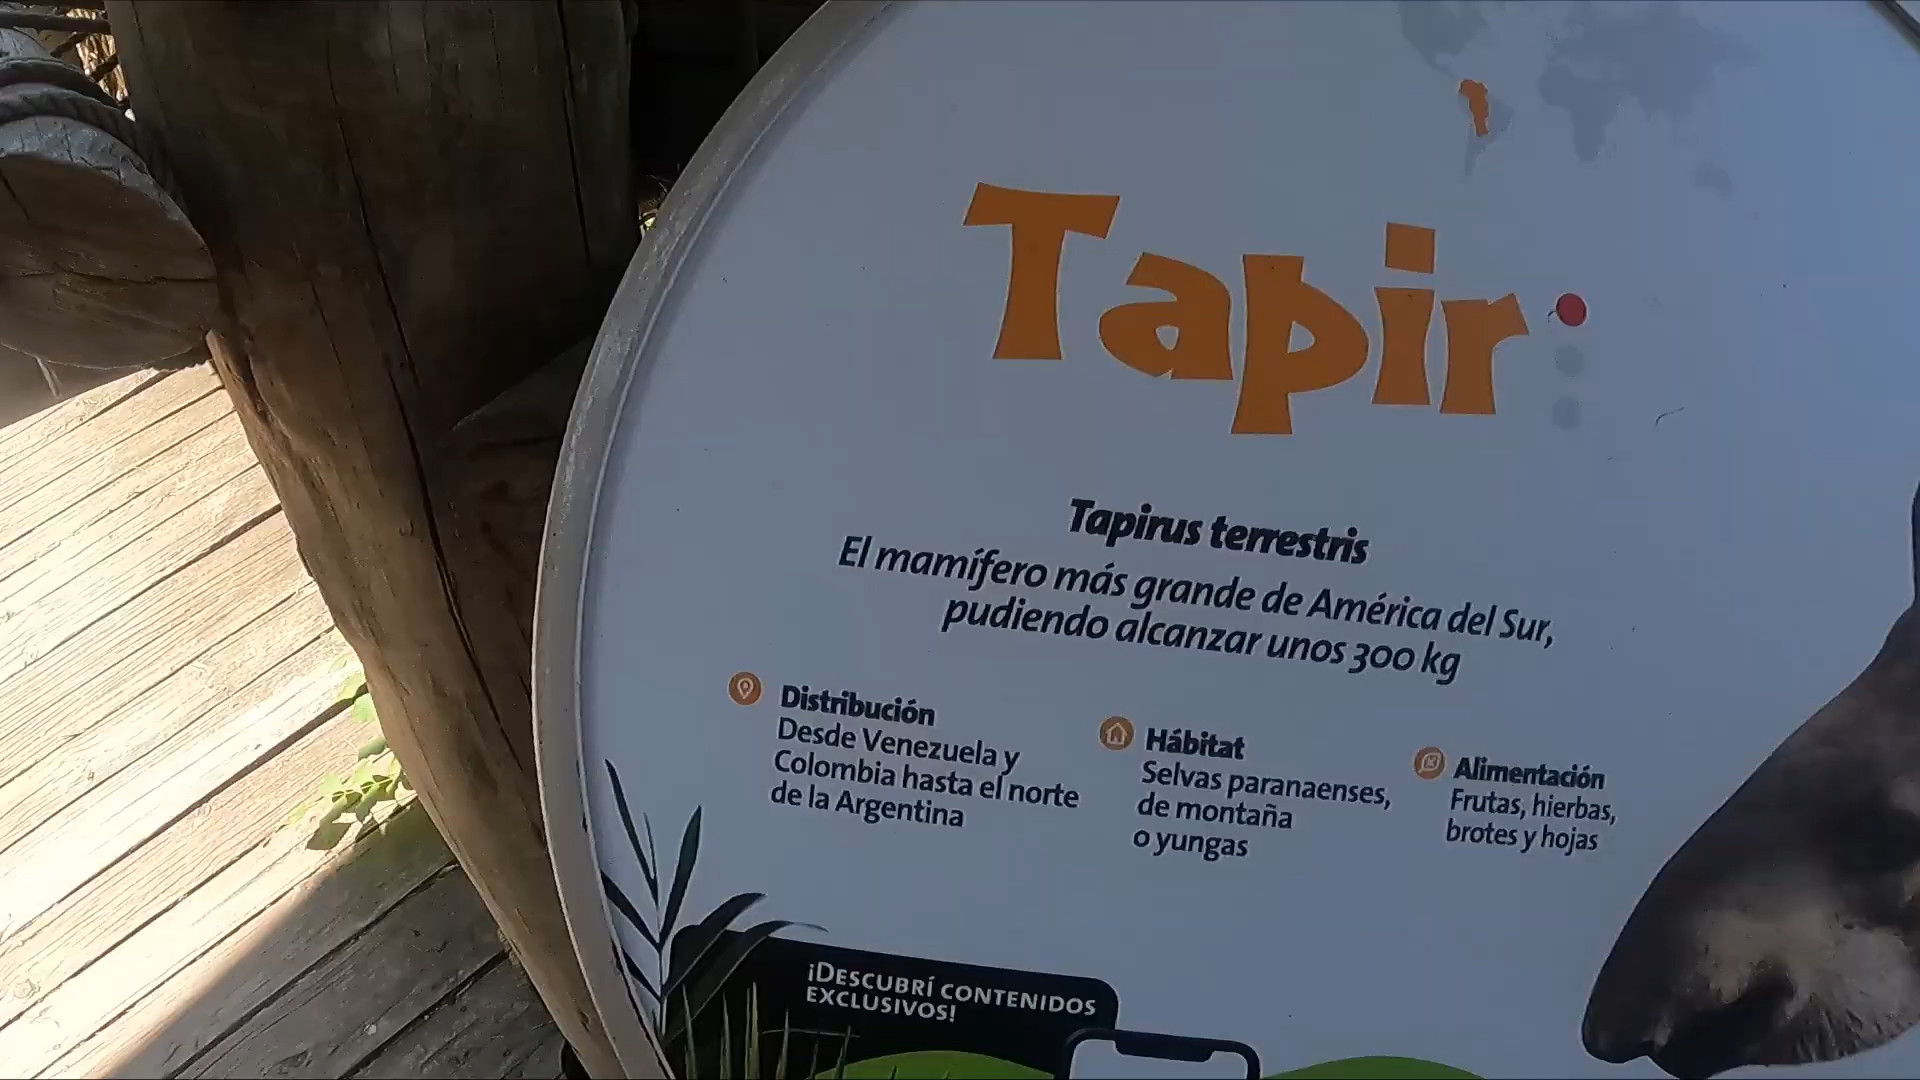 Tapir
Tapirus terrestris
El mamífero más grande de América del Sur,
pudiendo alcanzar unos 300 kg
Distribución
Desde Venezuela y
Colombia hasta el norte
de la Argentina
Hábitat
Selvas paranaenses,
de montaña
o yungas
Alimentación
Frutas, hierbas,
brotes y hojas
¡DESCUBRÍ CONTENIDOS
EXCLUSIVOS!